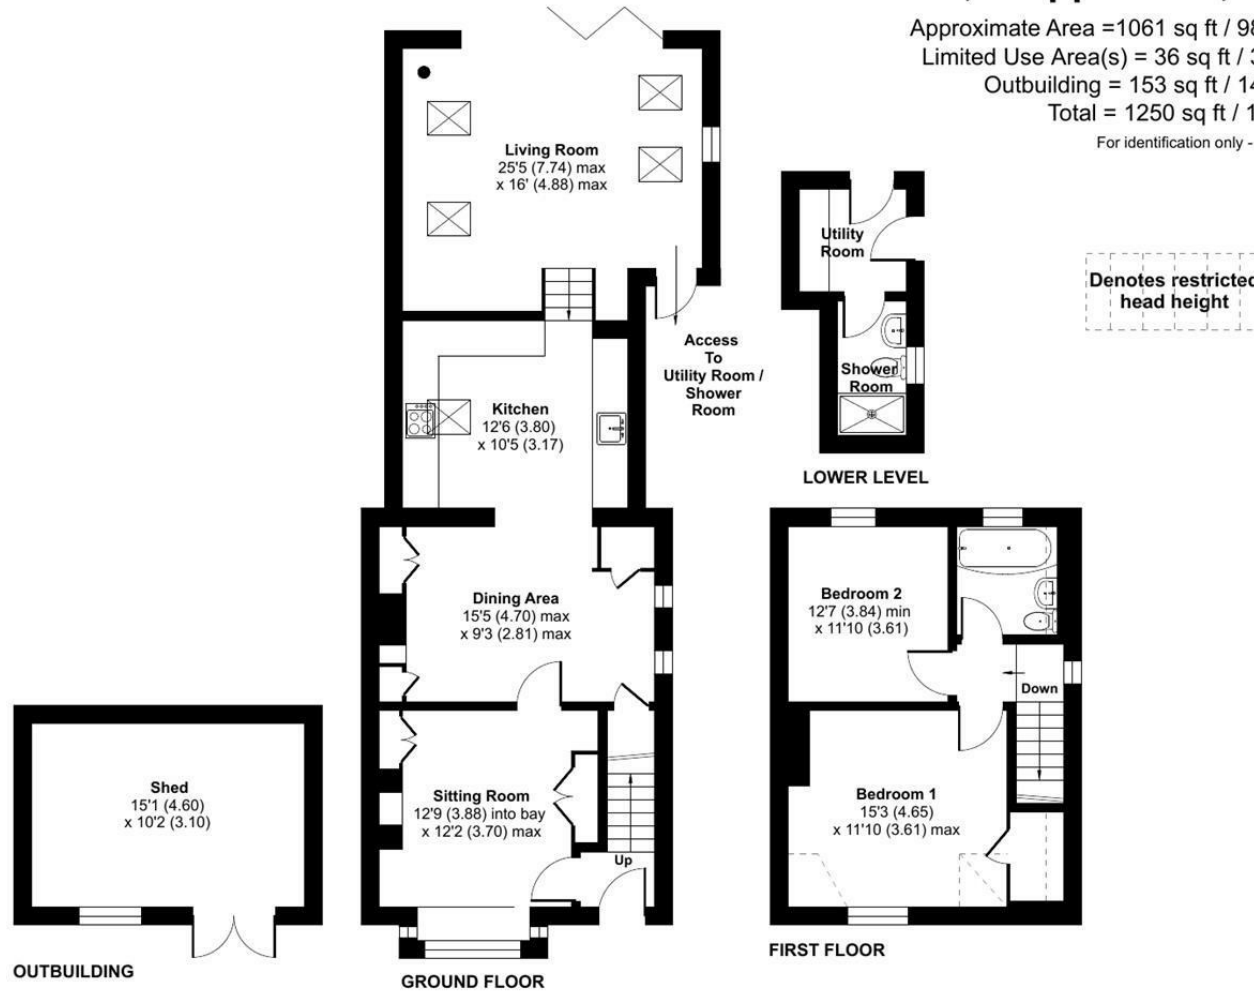 Approximate Area =1061 sq ft / 98
Limited Use Area(s) = 36 sq ft / 3
Outbuilding = 153 sq ft / 14
Total = 1250 sq ft / 1
For identification only -
Living Room
25'5 (7.74) max
x 16' (4.88) max
Utility
Room
Denotes restricted
head height
Access
To
Utility Room /
Shower
Room
Shower
Room
Kitchen
12'6 (3.80)
x 10'5 (3.17)
LOWER LEVEL
Dining Area
15'5 (4.70) max
x 9'3 (2.81) max
Bedroom 2
12'7 (3.84) min
x 11'10 (3.61)
Down
Shed
15'1 (4.60)
x 10'2 (3.10)
Sitting Room
12'9 (3.88) into bay
x 12'2 (3.70) max
Up
Bedroom 1
15'3 (4.65)
x 11'10 (3.61) max
OUTBUILDING
GROUND FLOOR
FIRST FLOOR